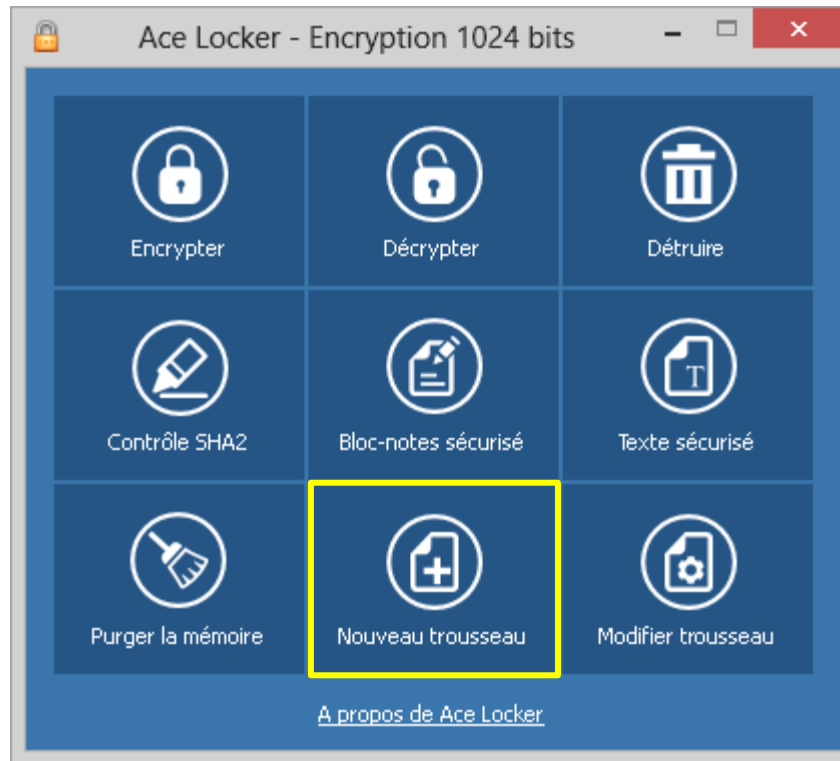 Ace Locker - Encryption 1024 bits
Encrypter
Décrypter
Détruire
Contrôle SHA2
Bloc-notes sécurisé
T
Texte sécurisé
Purger la mémoire
Nouveau trousseau
Modifier trousseau
A propos de Ace Locker